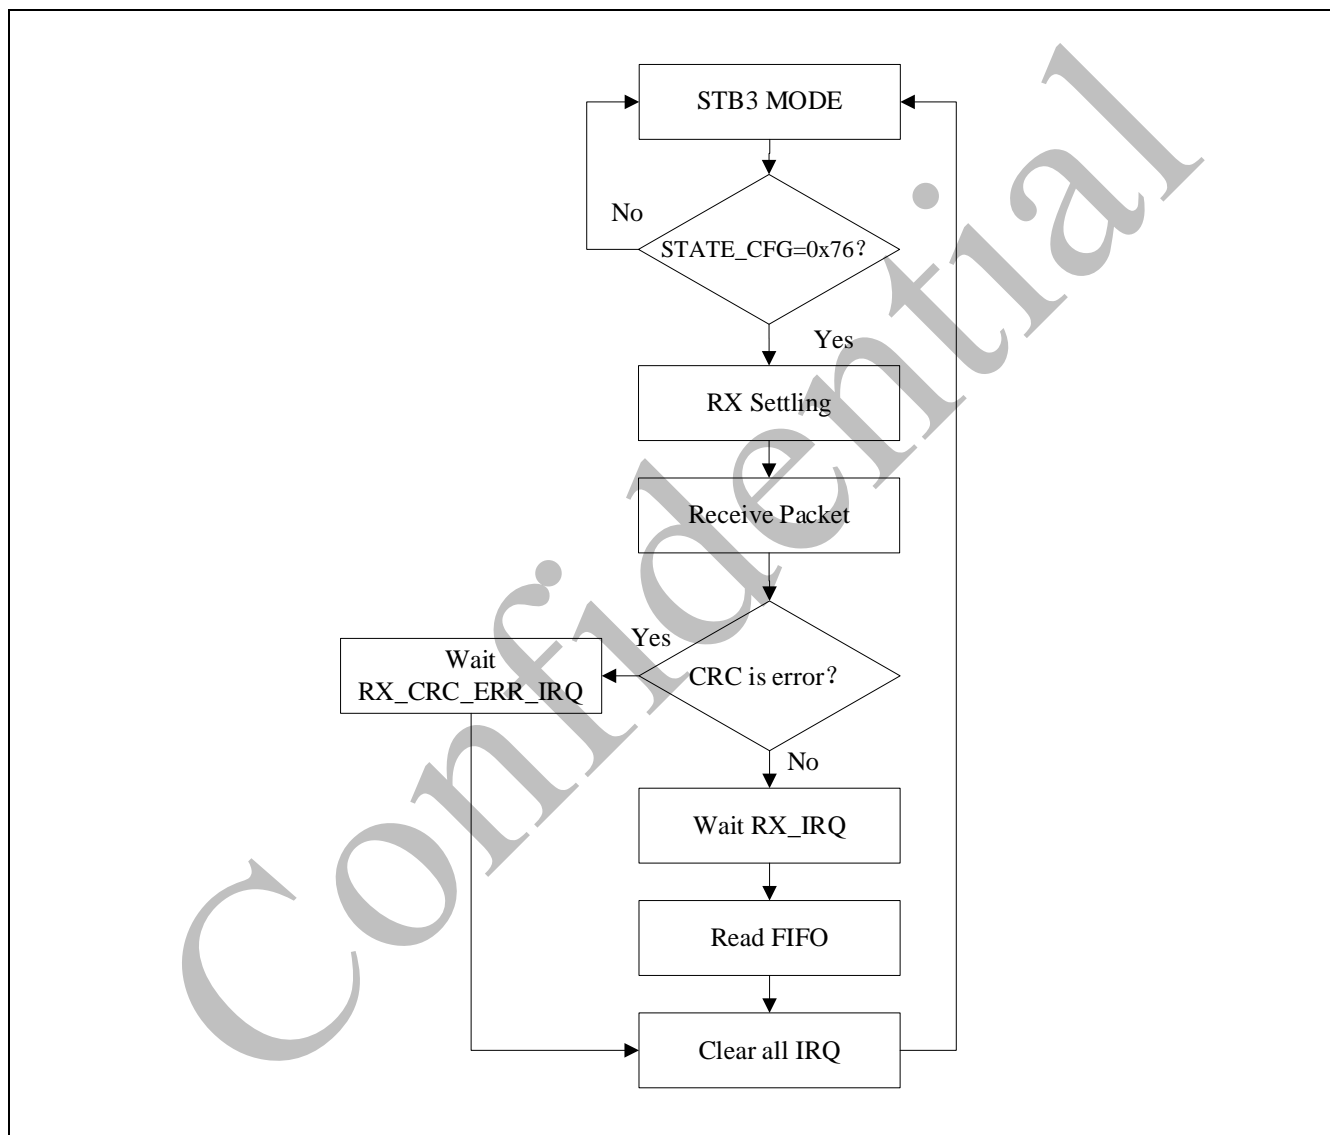 STB3 MODE
No
STATE_CFG=0x76？
Yes
RX Settling
Receive Packet
Yes
Wait
RX_CRC_ERR_IRQ
CRC is error？
No
Wait RX_IRQ
Read FIFO
Clear all IRQ
Confidential